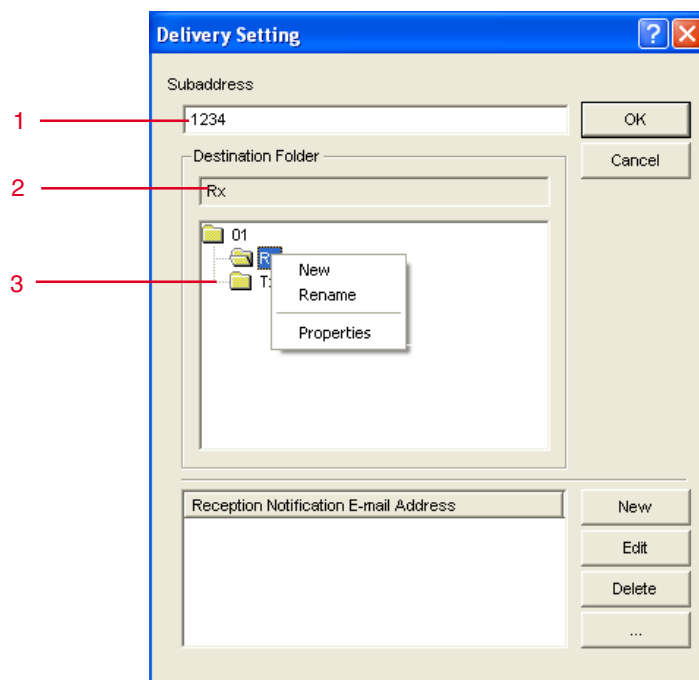 Delivery Setting
Subaddress
1
1234
OK
Destination Folder
Cancel
2
Rx
01
3
New
Rename
Properties
Reception Notification E-mail Address
New
Edit
Delete
...